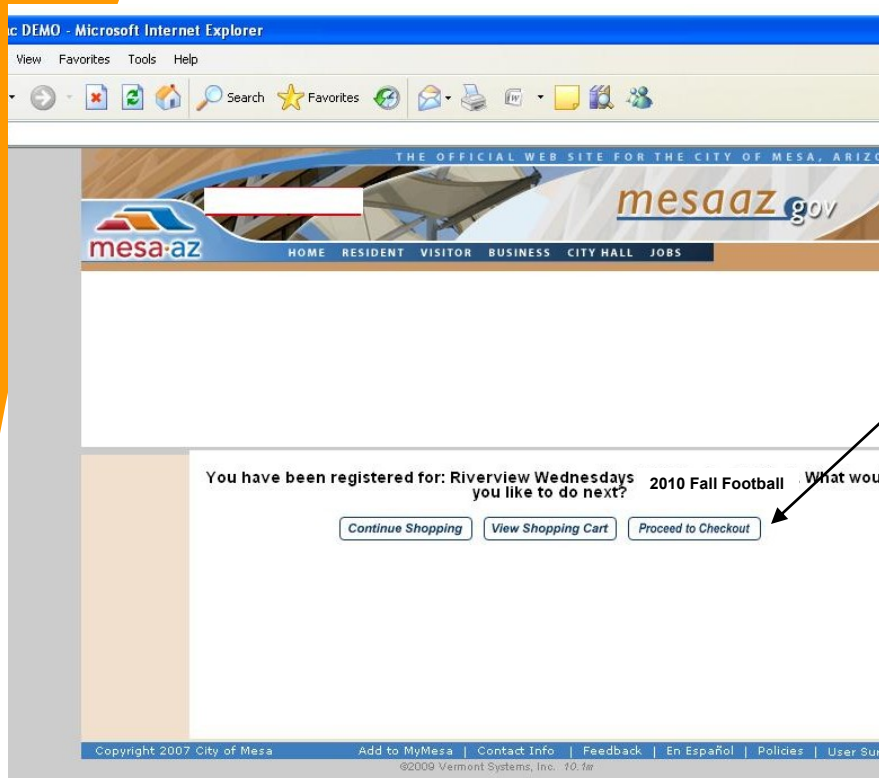 c DEMO - Microsoft Internet Explorer
View Favorites Tools Help
Search Favorites
THE OFFICIAL WEB SITE FOR THE CITY OF MESA, ARIZO
mesaaz gov
mesa·az
HOME RESIDENT VISITOR BUSINESS CITY HALL JOBS
You have been registered for: Riverview Wednesdays 2010 Fall Football . What wou
you like to do next?
Continue Shopping View Shopping Cart Proceed to Checkout
Copyright 2007 City of Mesa Add to MyMesa | Contact Info | Feedback | En Español | Policies | User Sur
©2009 Vermont Systems, Inc. 10.1w